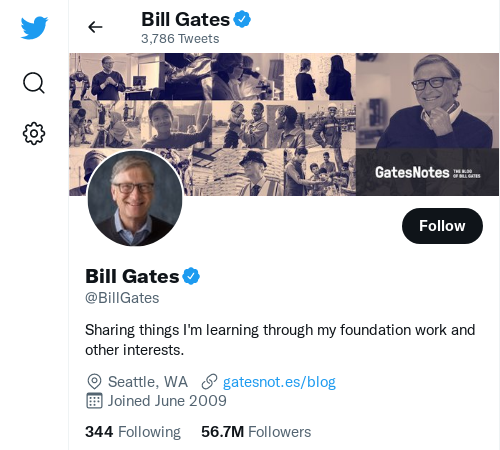 Bill Gates
3,786 Tweets
GatesNotes THE BLOG OF BILL GATES
Follow
Bill Gates
@BillGates
Sharing things I'm learning through my foundation work and
other interests.
Seattle, WA gatesnot.es/blog
Joined June 2009
344 Following 56.7M Followers